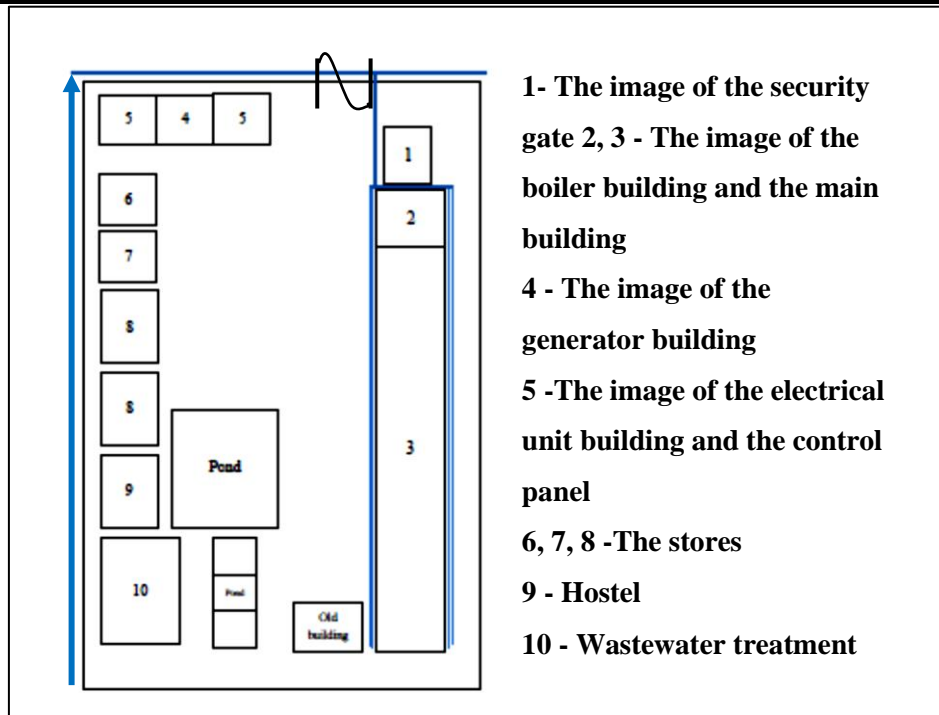 5 4 5
1
6
2
7
8
8
Pond
3
9
10
Pond
Old
building
1- The image of the security
gate 2, 3 - The image of the
boiler building and the main
building
4 - The image of the
generator building
5 -The image of the electrical
unit building and the control
panel
6, 7, 8 -The stores
9 - Hostel
10 - Wastewater treatment